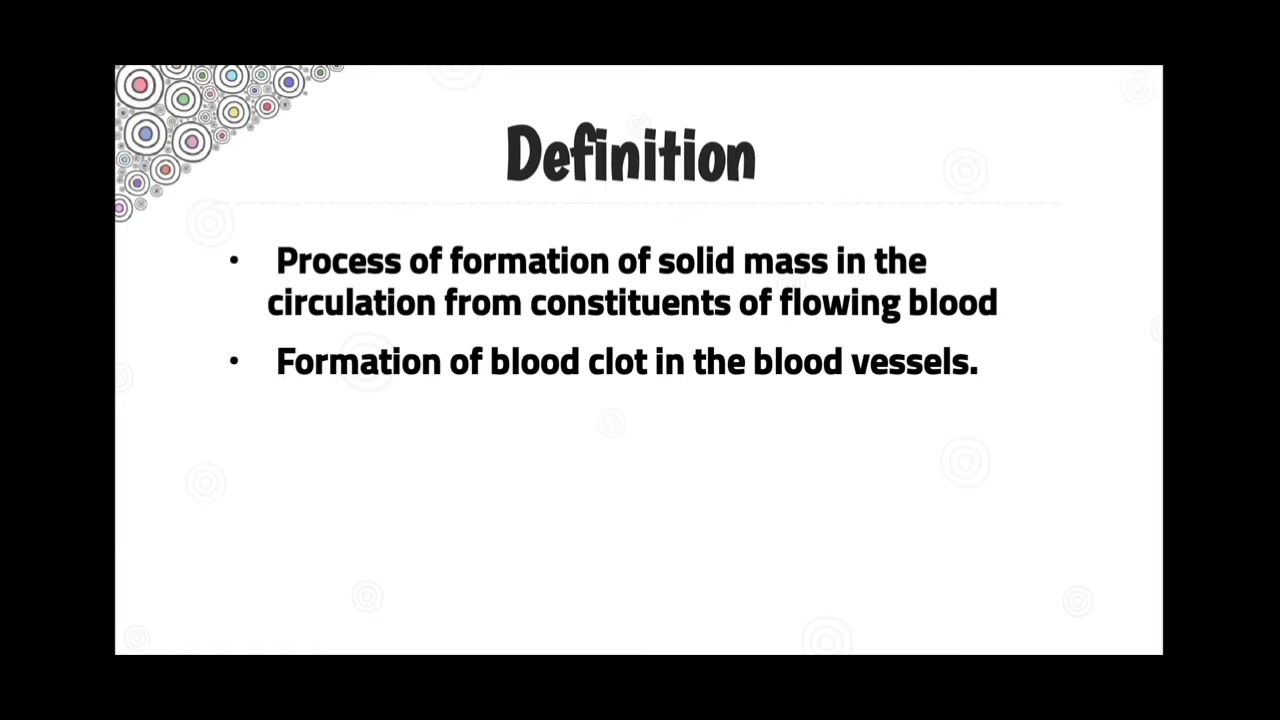 Definition
• Process of formation of solid mass in the
circulation from constituents of flowing blood
• Formation of blood clot in the blood vessels.